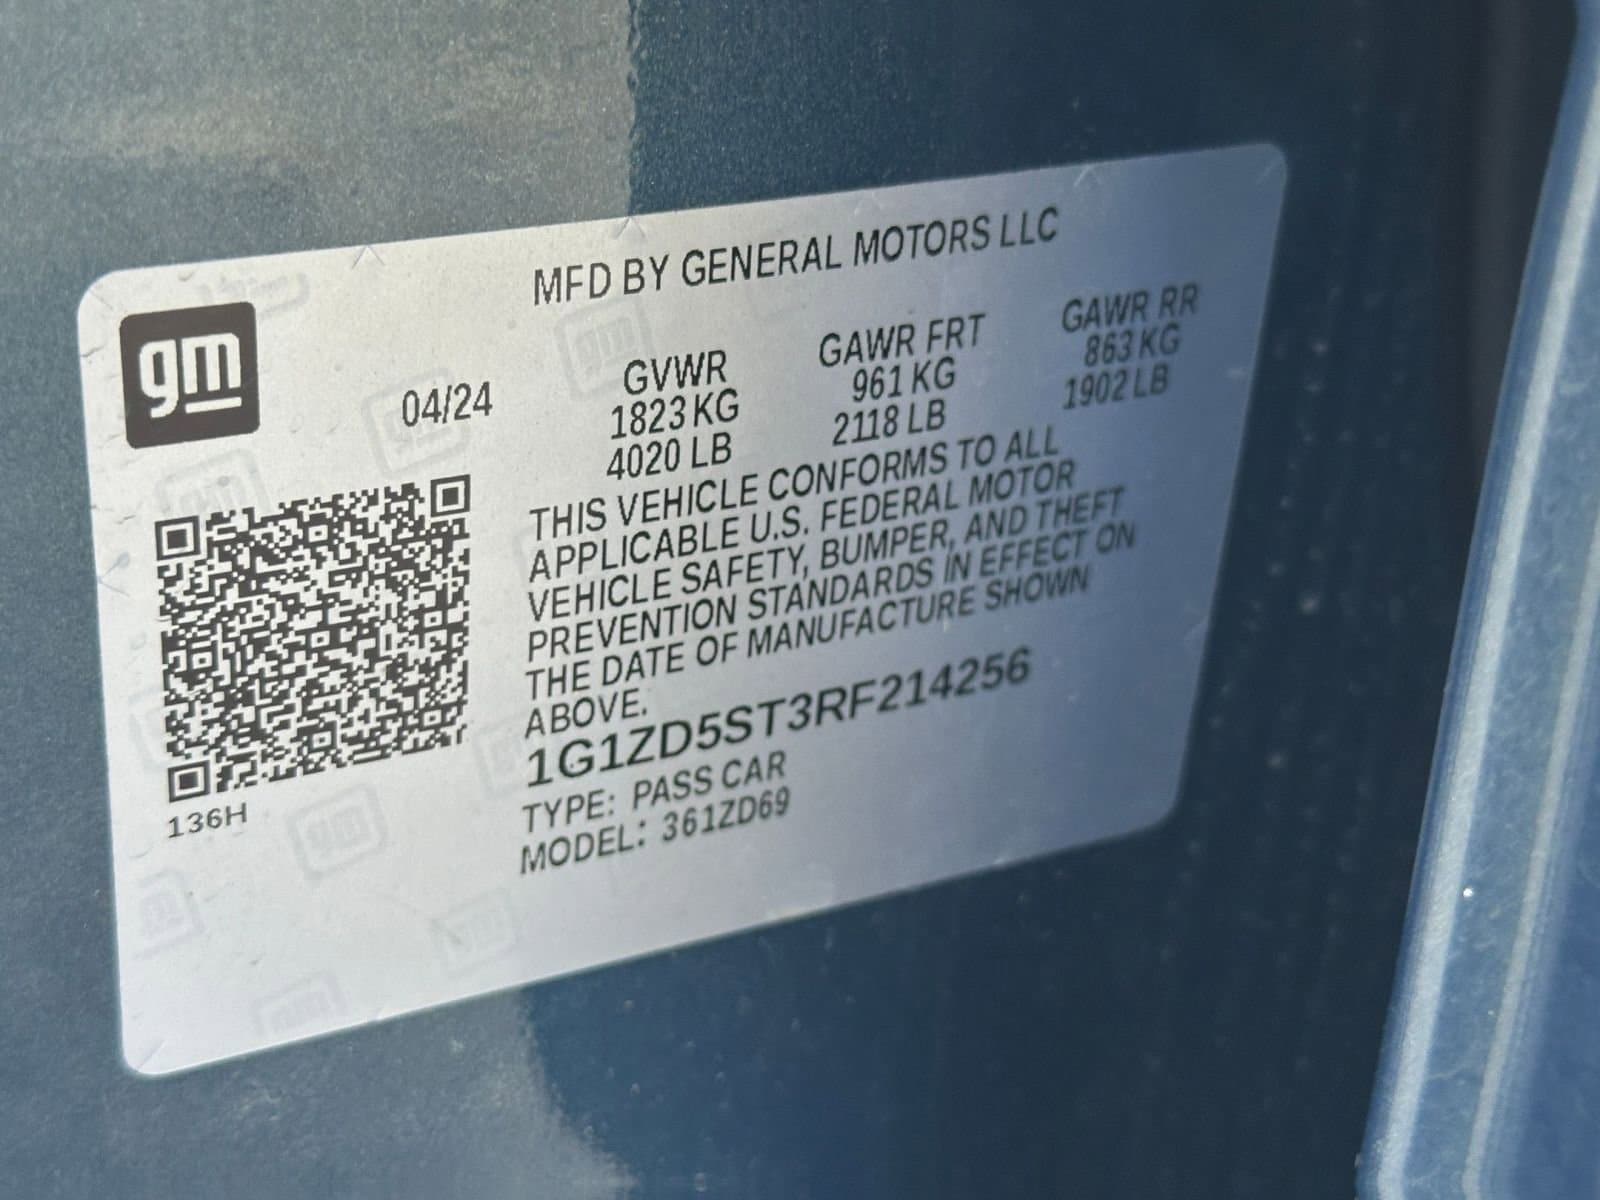 MFD BY GENERAL MOTORS LLC
gm
04/24
GVWR
1823 KG
4020 LB
GAWR FRT
961 KG
2118 LB
GAWR RR
863 KG
1902 LB
THIS VEHICLE CONFORMS TO ALL
APPLICABLE U.S. FEDERAL MOTOR
VEHICLE SAFETY, BUMPER, AND THEFT
PREVENTION STANDARDS IN EFFECT ON
THE DATE OF MANUFACTURE SHOWN
ABOVE.
1G1ZD5ST3RF214256
TYPE: PASS CAR
MODEL: 361ZD69
136H